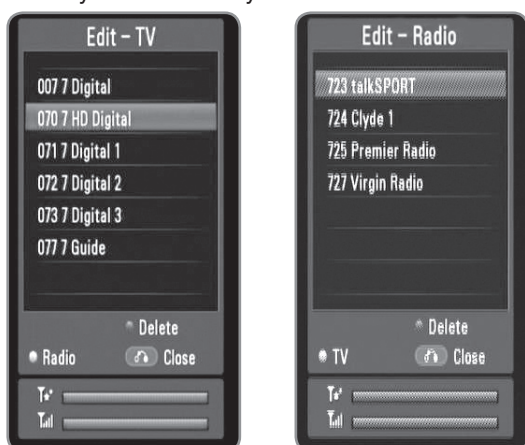 Edit – TV
007 7 Digital
070 7 HD Digital
071 7 Digital 1
072 7 Digital 2
073 7 Digital 3
077 7 Guide
Delete
Radio
Close
Edit – Radio
723 talkSPORT
724 Clyde 1
725 Premier Radio
727 Virgin Radio
Delete
TV
Close